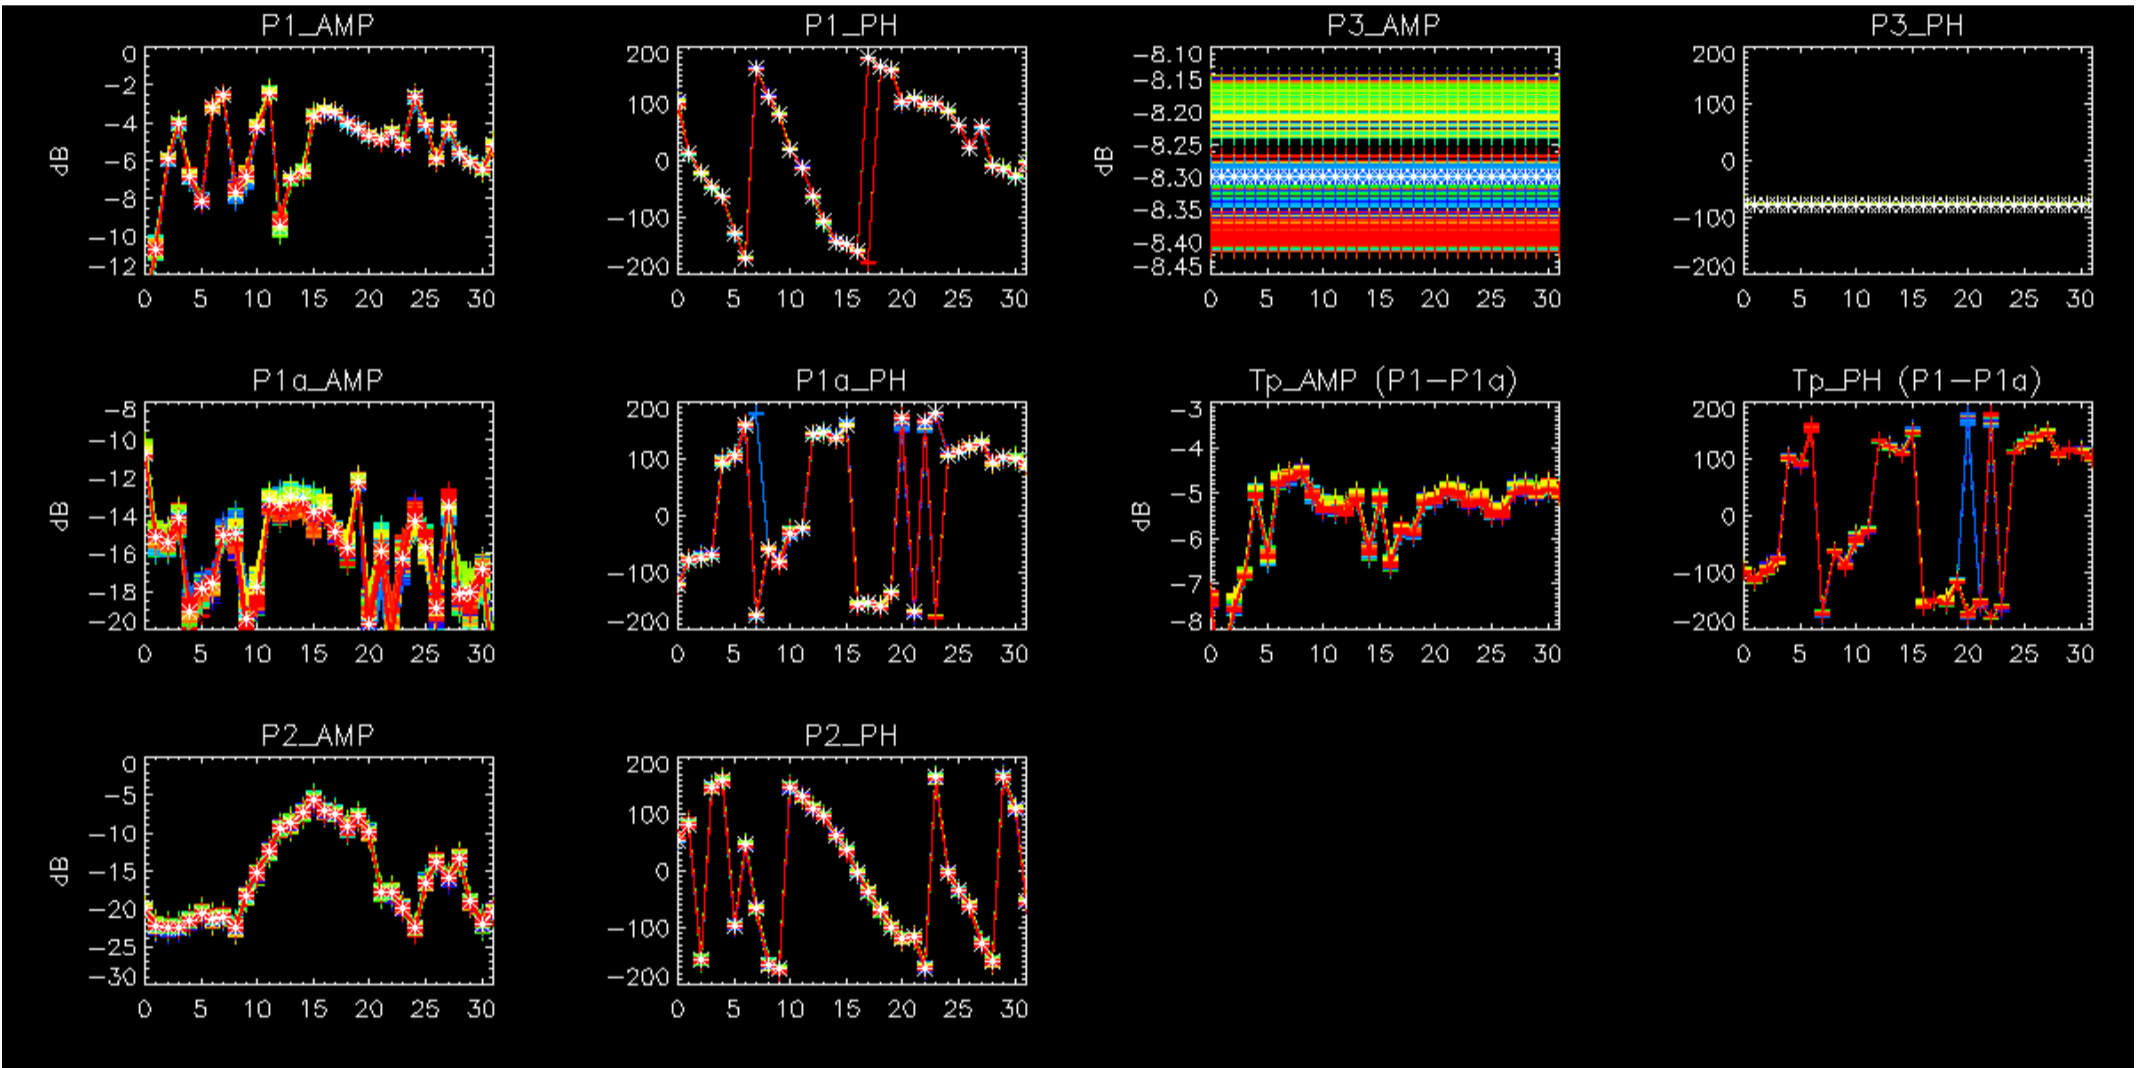 P1_AMP
P1_PH
P3_AMP
P3_PH
0
−2
−4
−6
−8
−10
−12
dB
0 5 10 15 20 25 30
200
100
0
−100
−200
0 5 10 15 20 25 30
−8.10
−8.15
−8.20
−8.25
−8.30
−8.35
−8.40
−8.45
dB
0 5 10 15 20 25 30
200
100
0
−100
−200
0 5 10 15 20 25 30
P1a_AMP
P1a_PH
Tp_AMP (P1−P1a)
Tp_PH (P1−P1a)
−8
−10
−12
−14
−16
−18
−20
dB
0 5 10 15 20 25 30
200
100
0
−100
−200
0 5 10 15 20 25 30
−3
−4
−5
−6
−7
−8
dB
0 5 10 15 20 25 30
200
100
0
−100
−200
0 5 10 15 20 25 30
P2_AMP
P2_PH
0
−5
−10
−15
−20
−25
−30
dB
0 5 10 15 20 25 30
200
100
0
−100
−200
0 5 10 15 20 25 30